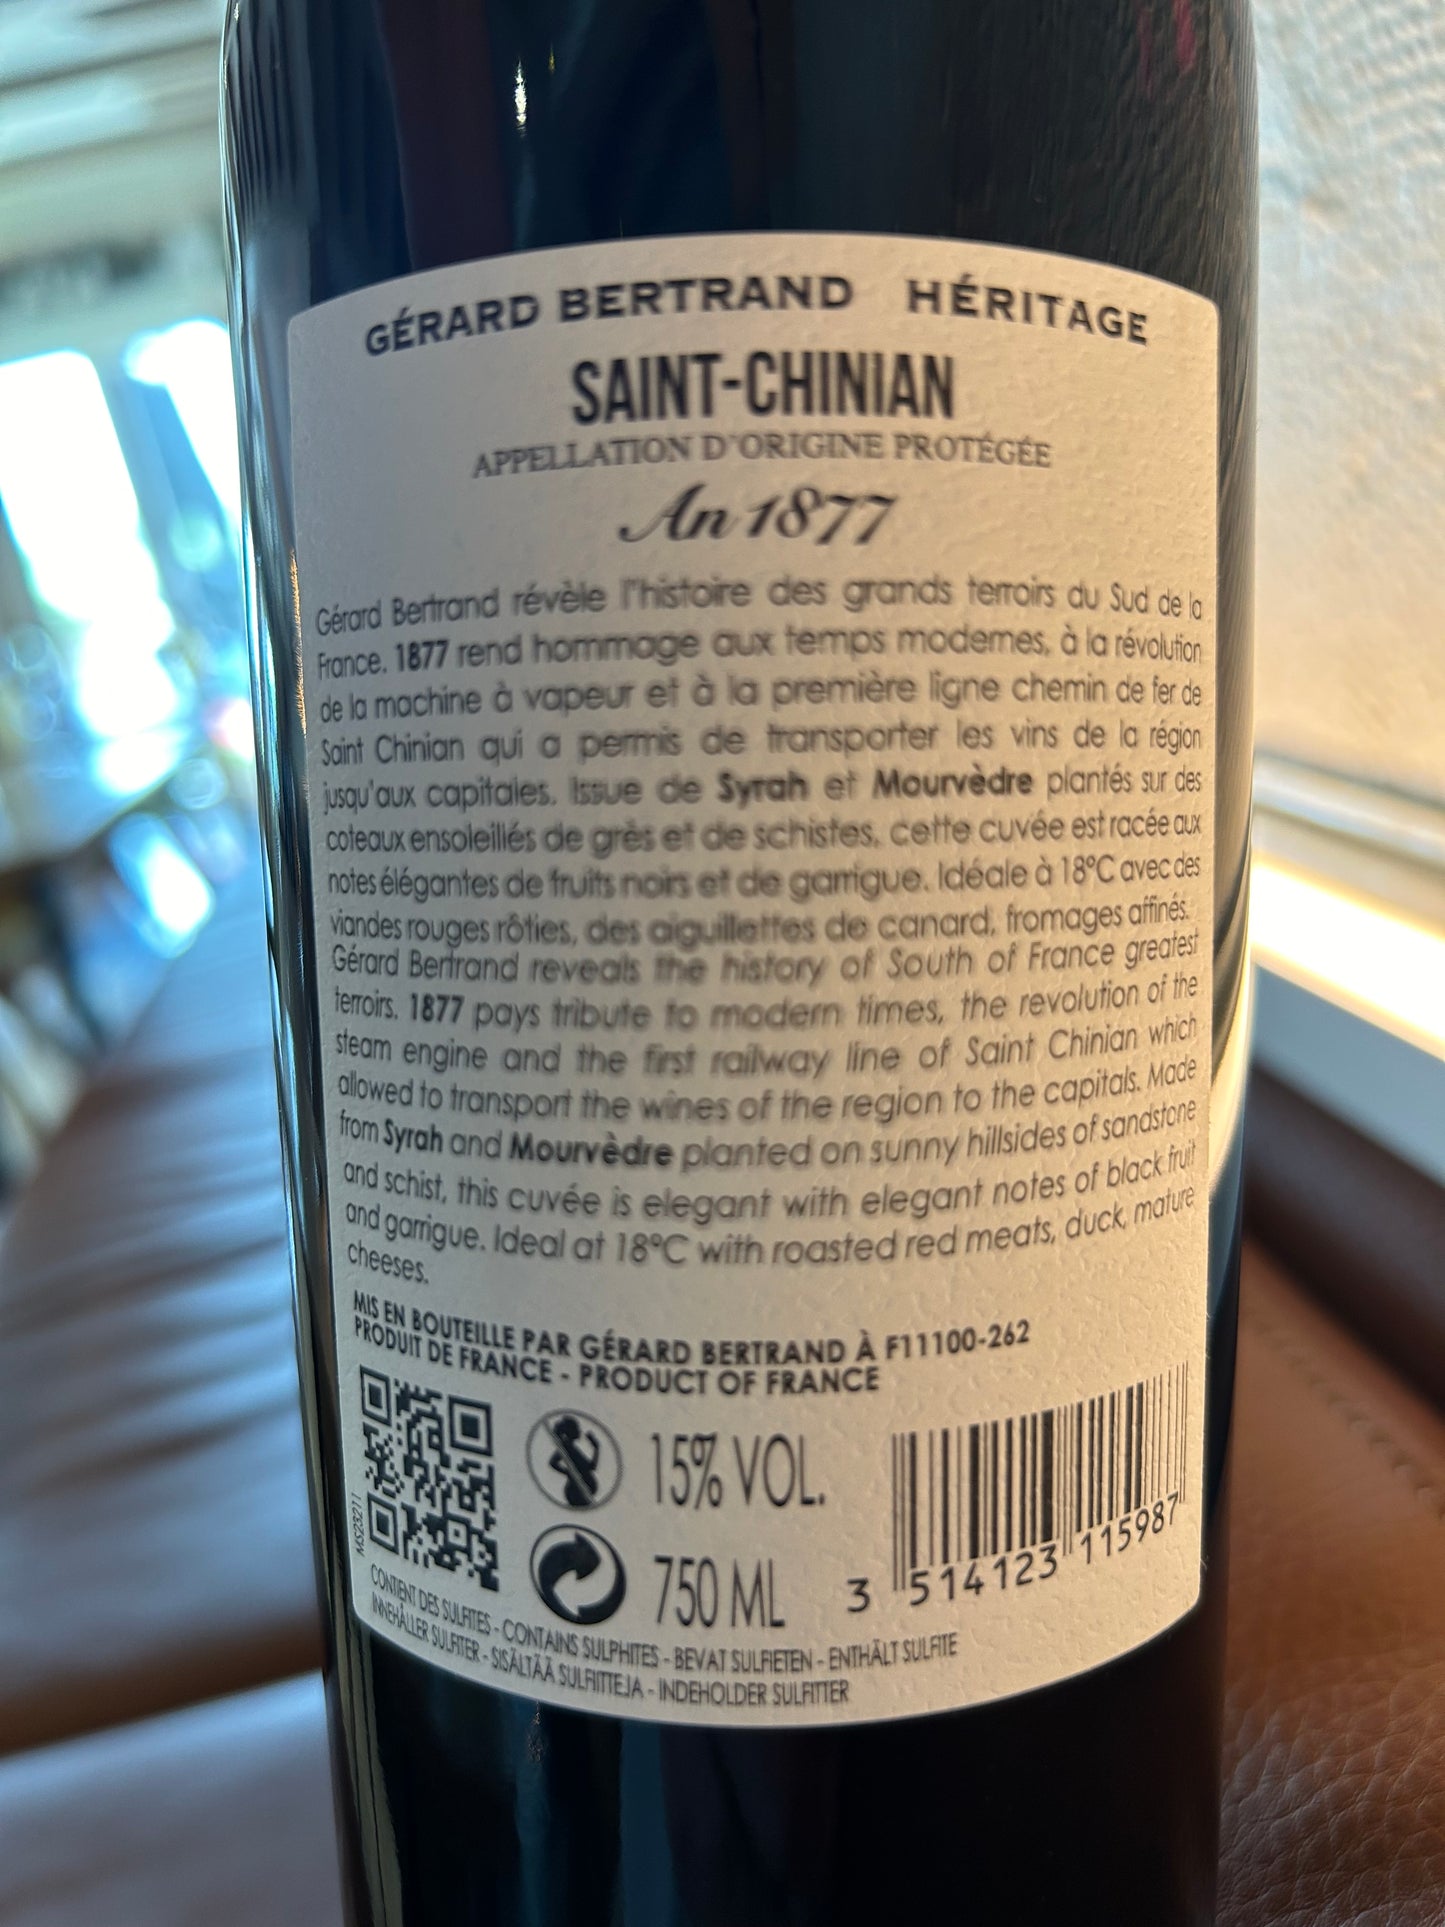 GÉRARD BERTRAND HÉRITAGE
SAINT-CHINIAN
APPELLATION D'ORIGINE PROTÉGÉE
An 1877
Gérard Bertrand révèle l'histoire des grands terroirs du Sud de la
France. 1877 rend hommage aux temps modernes, à la révolution
de la machine à vapeur et à la première ligne chemin de fer de
Saint Chinian qui a permis de transporter les vins de la région
jusqu'aux capitales. Issue de Syrah et Mourvèdre plantés sur des
coteaux ensoleillés de grès et de schistes, cette cuvée est racée aux
notes élégantes de fruits noirs et de garrigue. Idéale à 18°C avec des
viandes rouges rôties, des aiguillettes de canard, fromages affinés.
Gérard Bertrand reveals the history of South of France greatest
terroirs. 1877 pays tribute to modern times, the revolution of the
steam engine and the first railway line of Saint Chinian which
allowed to transport the wines of the region to the capitals. Made
from Syrah and Mourvèdre planted on sunny hillsides of sandstone
and schist, this cuvée is elegant with elegant notes of black fruit
and garrigue. Ideal at 18°C with roasted red meats, duck, mature
cheeses.
MIS EN BOUTEILLE PAR GÉRARD BERTRAND À F11100-262
PRODUIT DE FRANCE - PRODUCT OF FRANCE
MS23211
15% VOL.
750 ML
3 514123 115987
CONTIENT DES SULFITES - CONTAINS SULPHITES - BEVAT SULFIETEN - ENTHÄLT SULFITE
INNEHÅLLER SULFITER - SISÄLTÄÄ SULFIITTEJA - INDEHOLDER SULFITTER